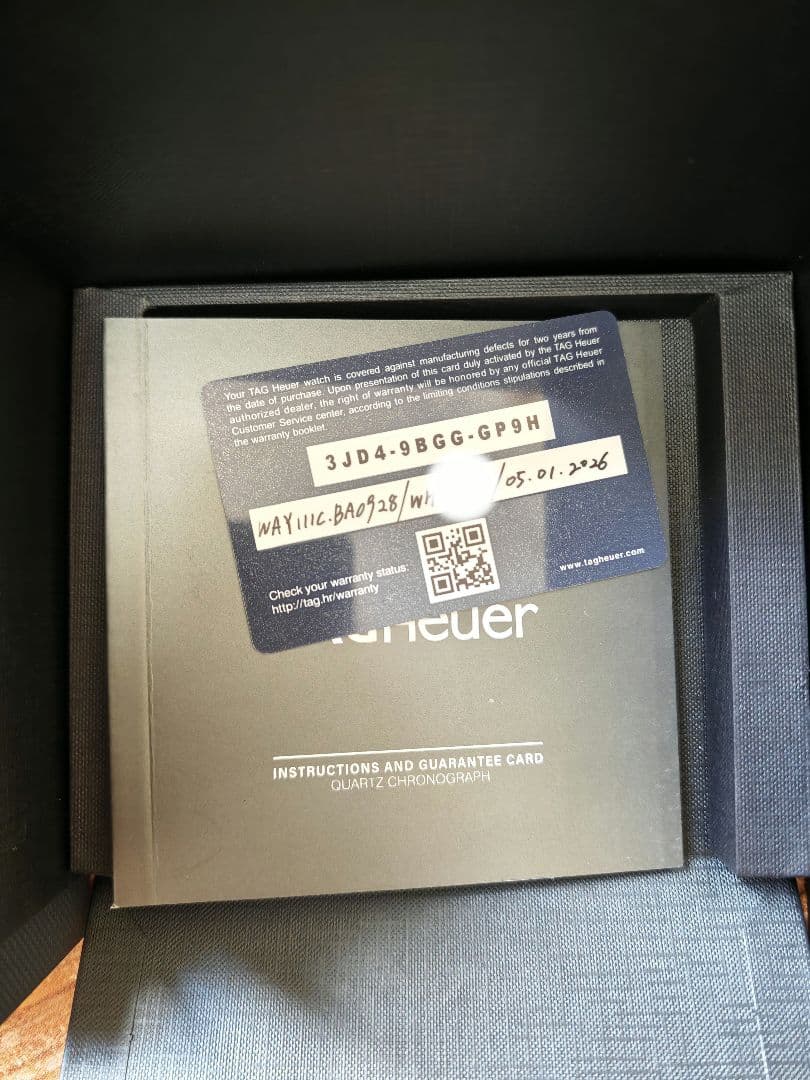 Your TAG Heuer watch is covered against manufacturing defects for two years from
the date of purchase. Upon presentation of this card duly activated by the TAG Heuer
authorized dealer, the right of warranty will be honored by any official TAG Heuer
Customer Service center, according to the limiting conditions stipulations described in
the warranty booklet.
3JD4-9BGG-GP9H
WAY111C.BA0928/W /05.01.2026
Check your warranty status:
http://tag.hr/warranty
www.tagheuer.com
Heuer
INSTRUCTIONS AND GUARANTEE CARD
QUARTZ CHRONOGRAPH